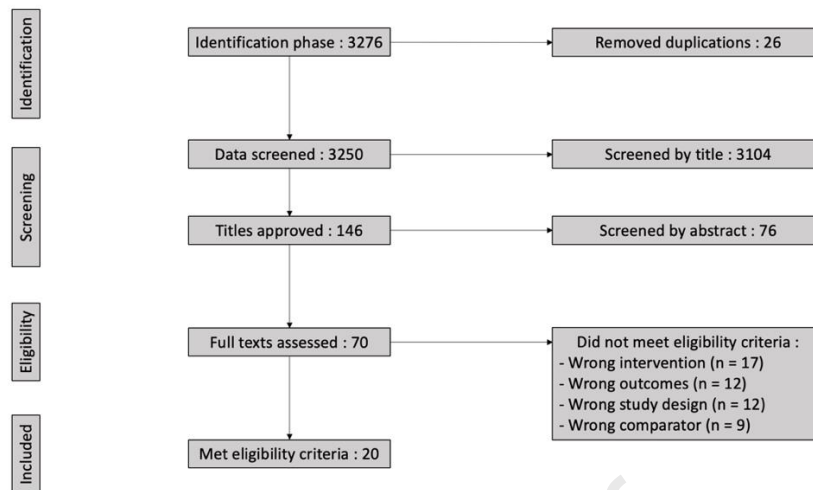 Identification
Identification phase : 3276
Removed duplications : 26
Screening
Data screened : 3250
Screened by title : 3104
Titles approved : 146
Screened by abstract : 76
Eligibility
Full texts assessed : 70
Did not meet eligibility criteria :
- Wrong intervention (n = 17)
- Wrong outcomes (n = 12)
- Wrong study design (n = 12)
- Wrong comparator (n = 9)
Included
Met eligibility criteria : 20